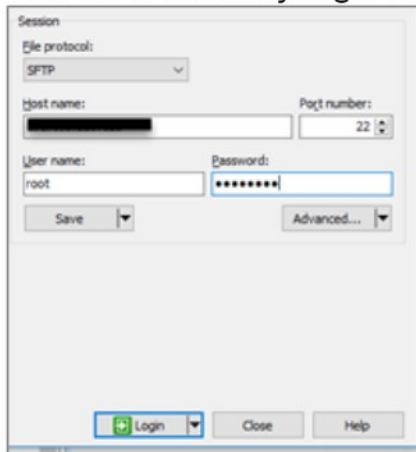 Session
File protocol:
SFTP
Host name: Port number:
22
User name: Password:
root ••••••••
Save Advanced...
Login Close Help